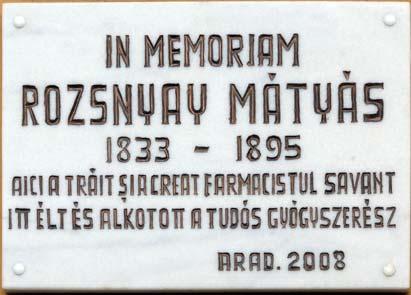 IN MEMORIAM
ROZSNYAY MÁTYÁS
1833 - 1895
AICI A TRĂIT ȘI A CREAT FARMACISTUL SAVANT
ITT ÉLT ÉS ALKOTOTT A TUDÓS GYÓGYSZERÉSZ
ARAD. 2008